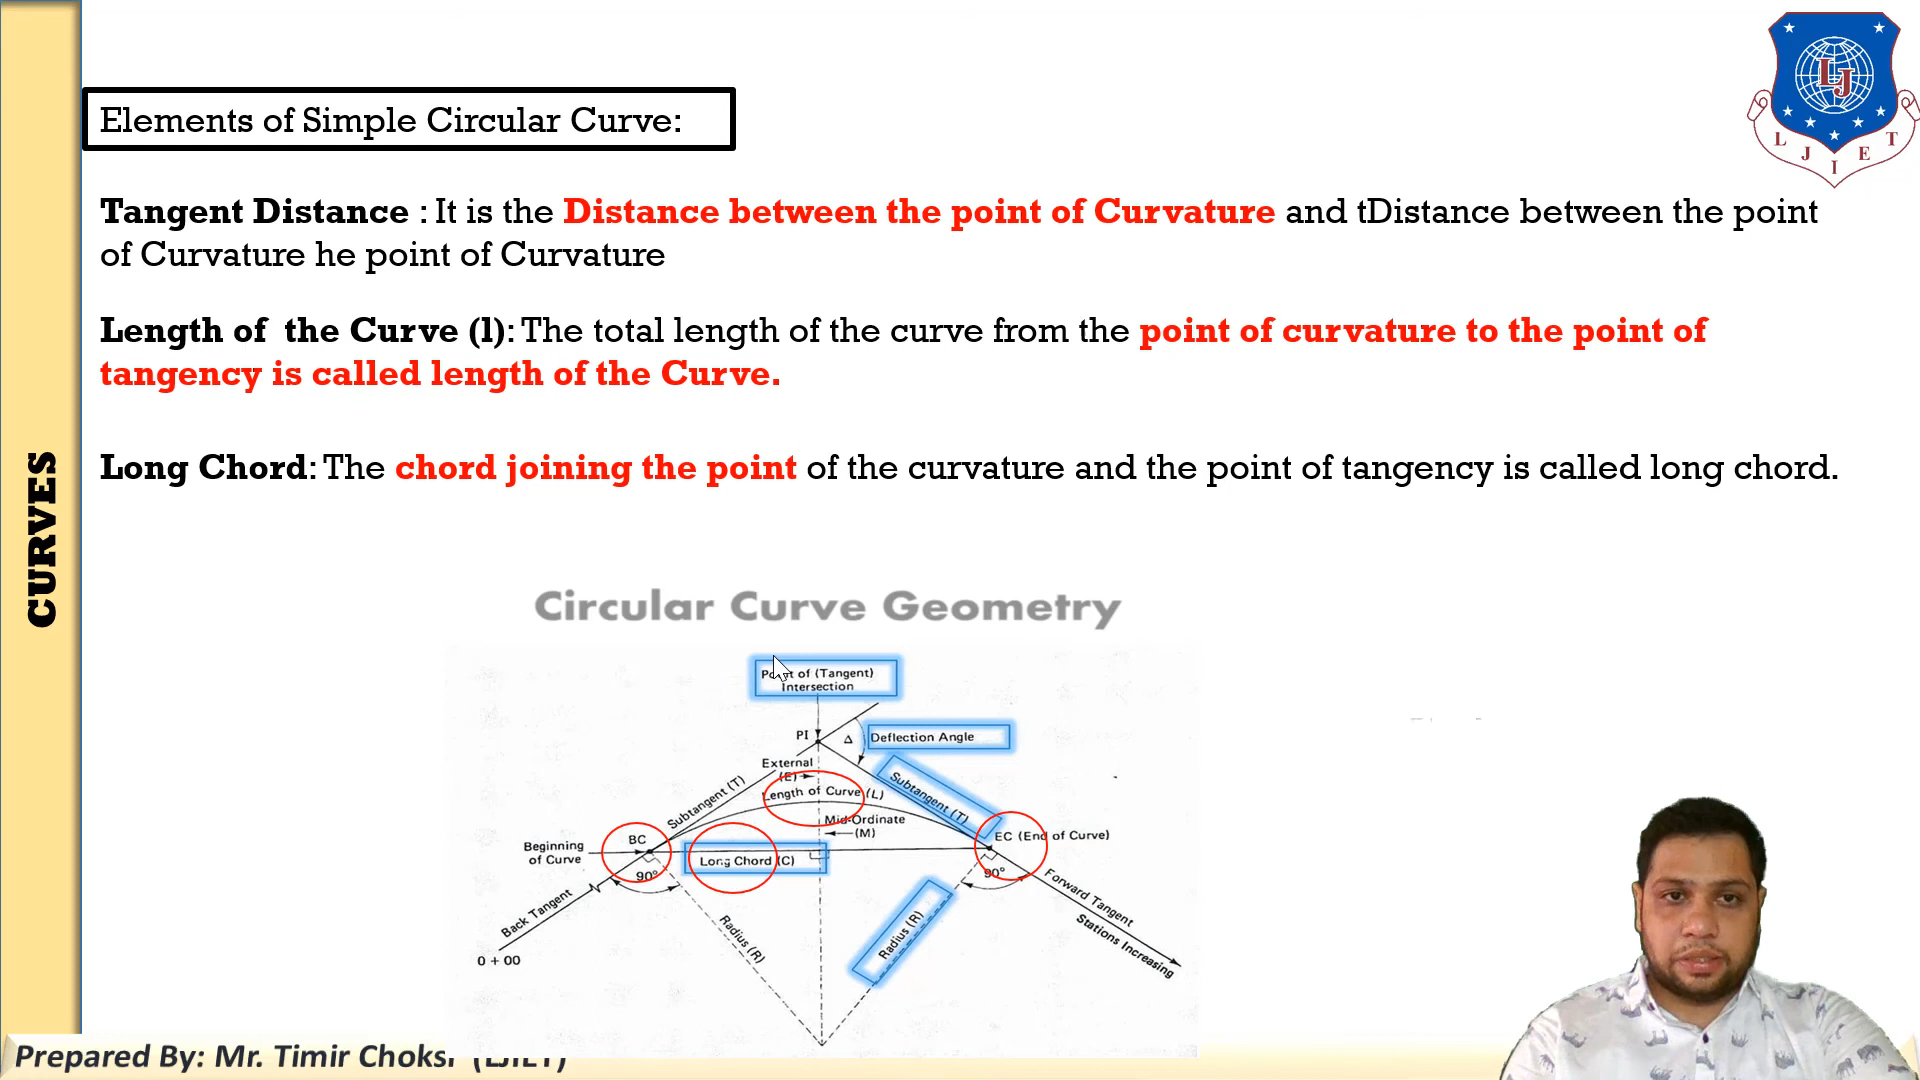 Elements of Simple Circular Curve:
Tangent Distance : It is the Distance between the point of Curvature and tDistance between the point
of Curvature he point of Curvature
Length of the Curve (l): The total length of the curve from the point of curvature to the point of
tangency is called length of the Curve.
Long Chord: The chord joining the point of the curvature and the point of tangency is called long chord.
CURVES
LJ
L J I E T
Circular Curve Geometry
Point of (Tangent)
Intersection
PI
Δ
Deflection Angle
External
(E)
Subtangent (T)
Subtangent (T)
Length of Curve (L)
Mid-Ordinate
(M)
BC
EC (End of Curve)
Beginning
of Curve
Long Chord (C)
90°
90°
Back Tangent
Radius (R)
Radius (R)
Forward Tangent
Stations Increasing
0 + 00
Prepared By: Mr. Timir Choksi (LJIET)